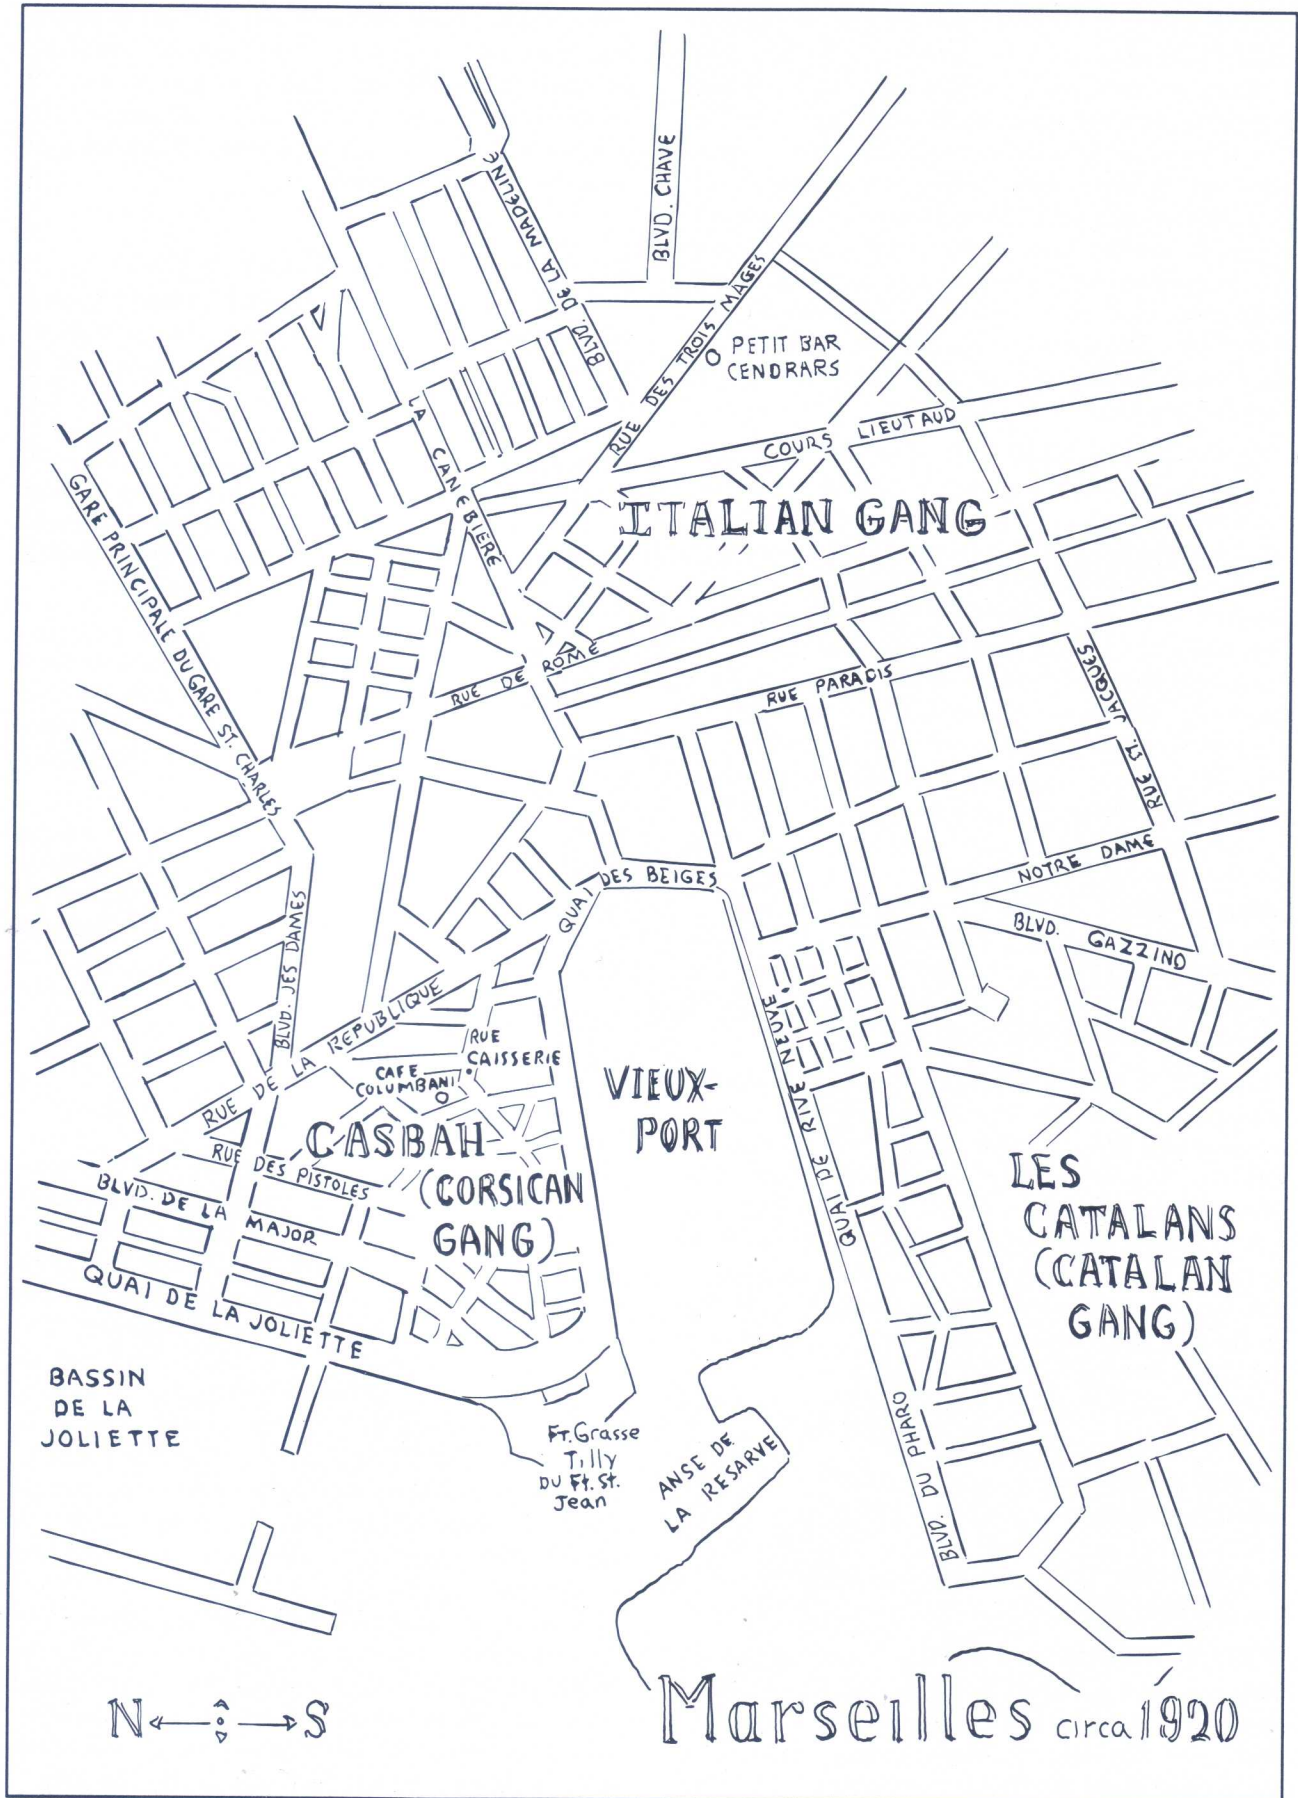 BLVD. DE LA MADELINE
BLVD. CHAVE
RUE DES TROIS MAGES
PETIT BAR
CENDRARS
LA CANEBIERE
COURS LIEUTAUD
ITALIAN GANG
GARE PRINCIPALE DU GARE ST. CHARLES
RUE DE ROME
RUE PARADIS
RUE ST. JACQUES
NOTRE DAME
BLVD. GAZZINO
QUAI DES BEIGES
BLVD. JES DAMES
RUE DE LA REPUBLIQUE
RUE
CAISSERIE
CAFE
COLUMBANI
VIEUX-
PORT
QUAI DE RIVE NEUVE
CASBAH
(CORSICAN
GANG)
RUE DES PISTOLES
BLVD. DE LA MAJOR
QUAI DE LA JOLIETTE
LES
CATALANS
(CATALAN
GANG)
BASSIN
DE LA
JOLIETTE
Ft. Grasse
Tilly
DU Ft. St.
Jean
ANSE DE
LA RESARVE
BLVD. DU PHARO
N S
Marseilles circa 1920